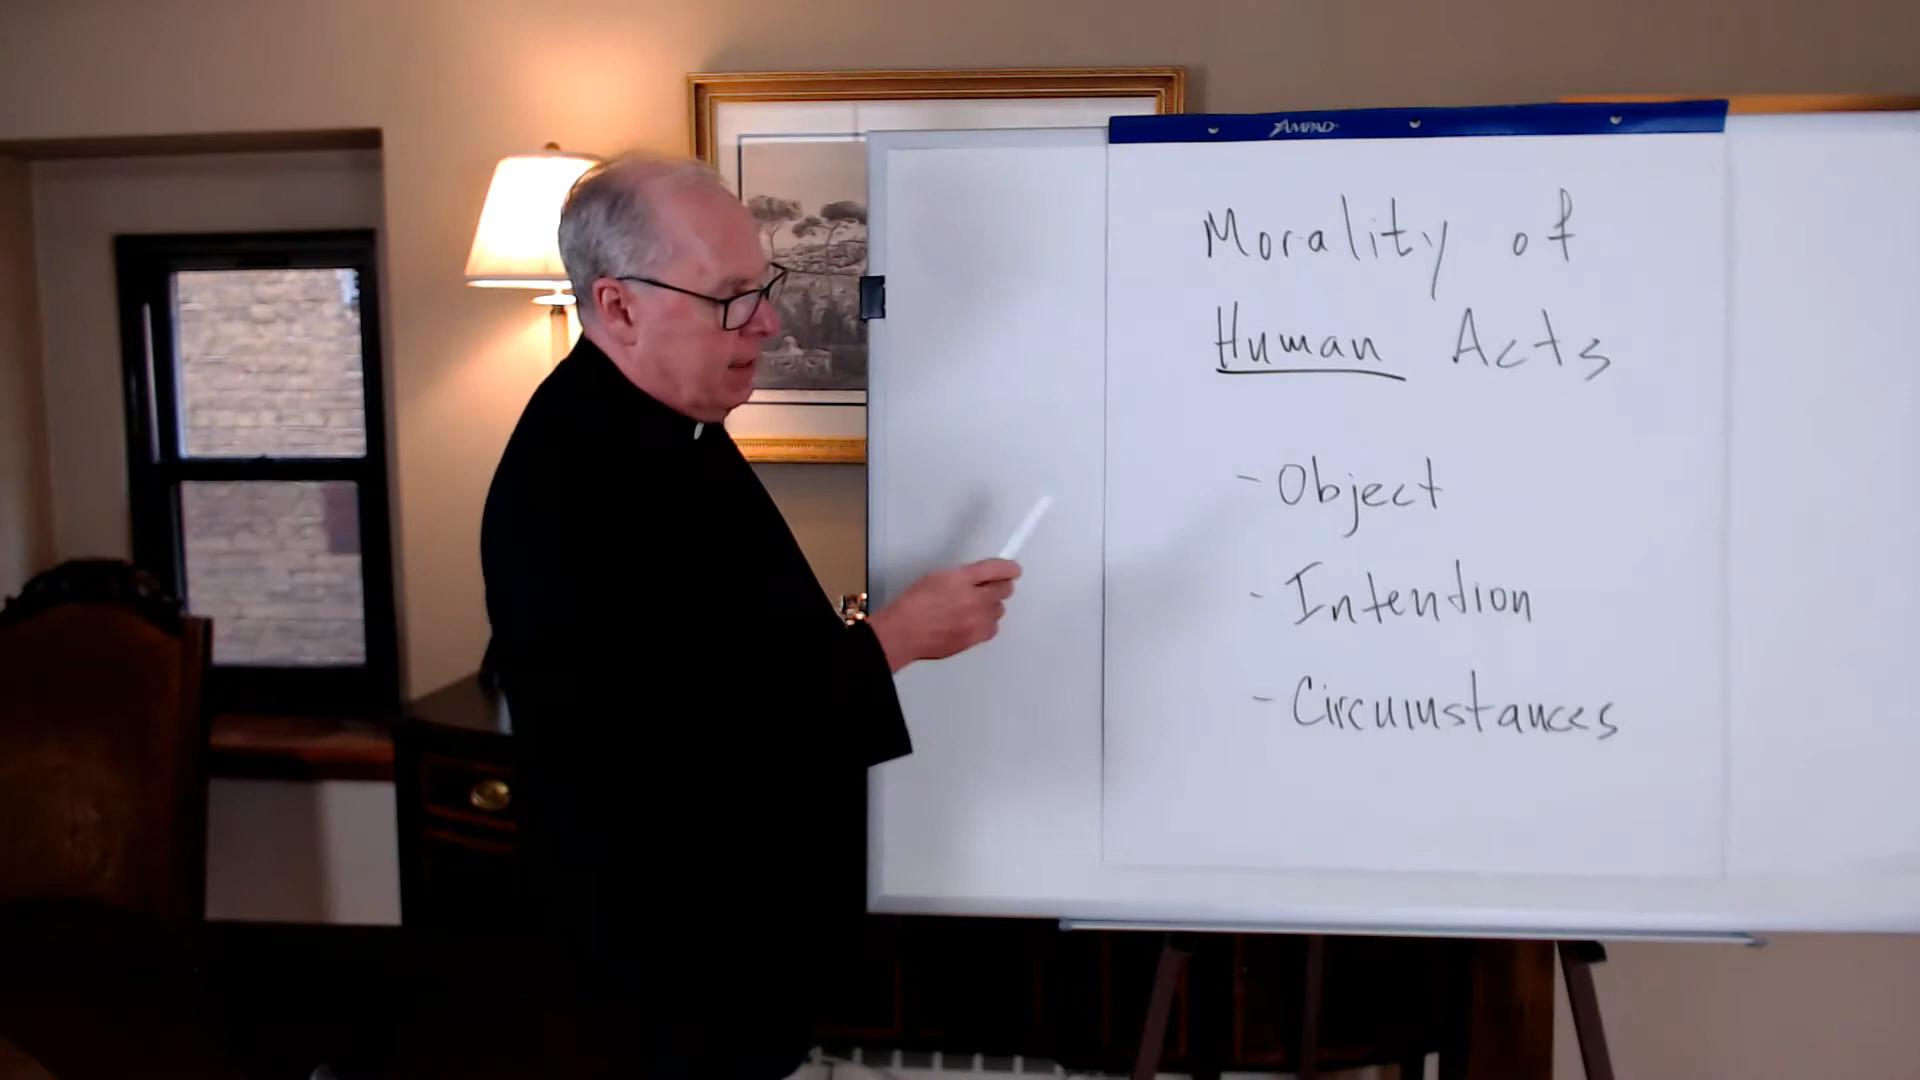 AMPAD
Morality of
Human Acts
- Object
- Intention
- Circumstances